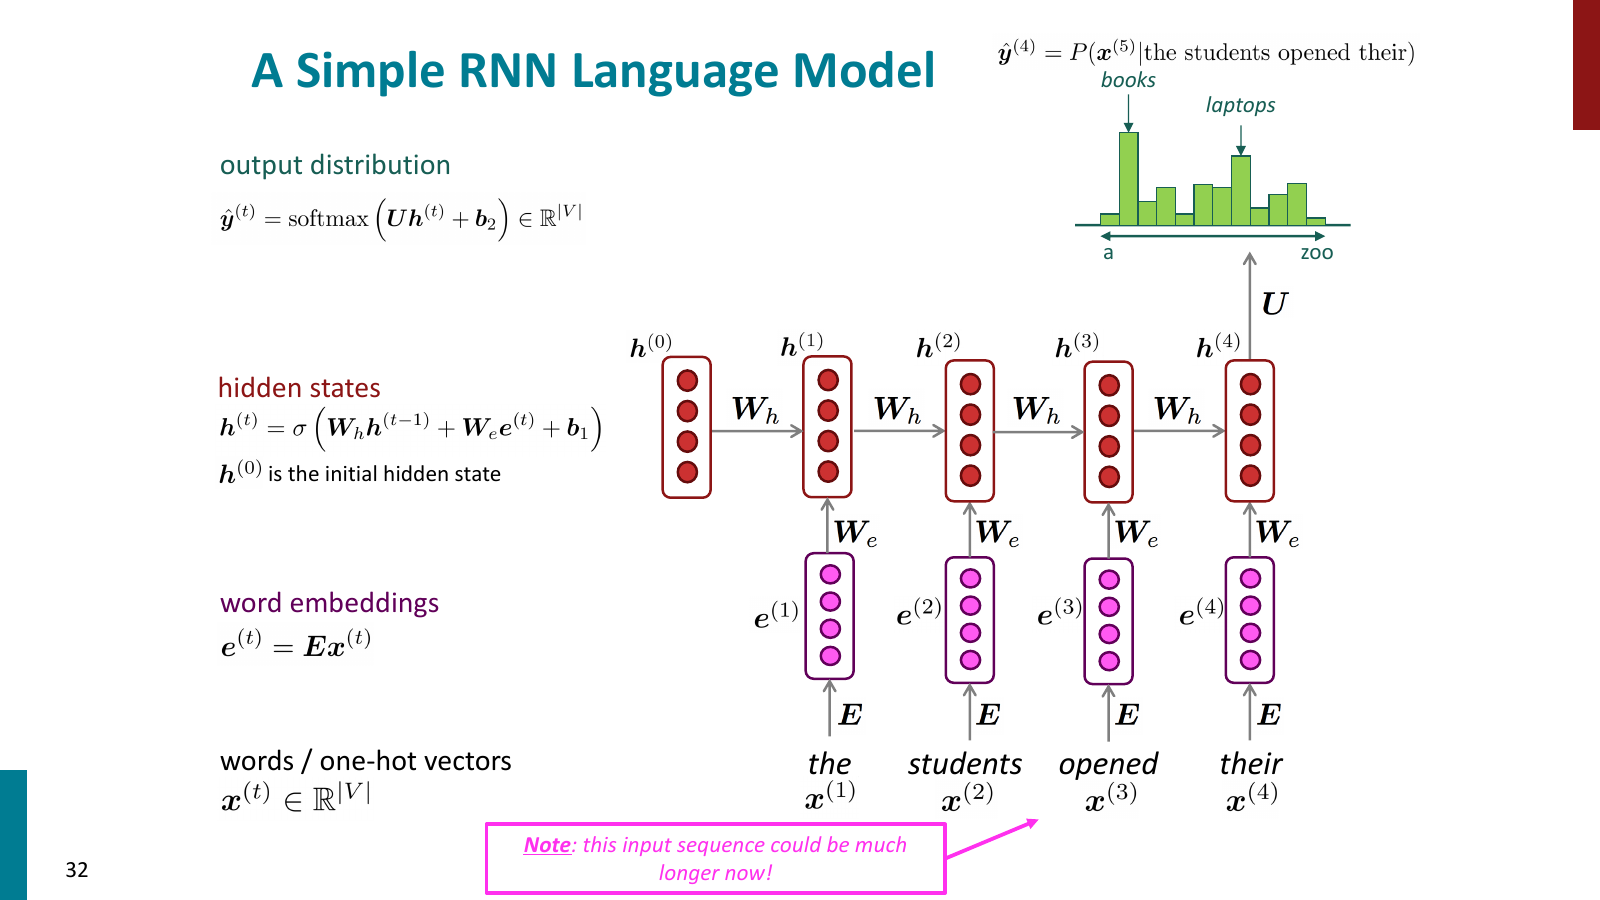 A Simple RNN Language Model
ŷ^(4) = P(x^(5)|the students opened their)
books
laptops
a
zoo
output distribution
ŷ^(t) = softmax(Uh^(t) + b_2) ∈ ℝ^|V|
U
h^(0)
h^(1)
h^(2)
h^(3)
h^(4)
hidden states
h^(t) = σ(W_h h^(t−1) + W_e e^(t) + b_1)
h^(0) is the initial hidden state
W_h
W_h
W_h
W_h
W_e
W_e
W_e
W_e
word embeddings
e^(t) = Ex^(t)
e^(1)
e^(2)
e^(3)
e^(4)
E
E
E
E
words / one-hot vectors
x^(t) ∈ ℝ^|V|
the
students
opened
their
x^(1)
x^(2)
x^(3)
x^(4)
Note: this input sequence could be much
longer now!
32